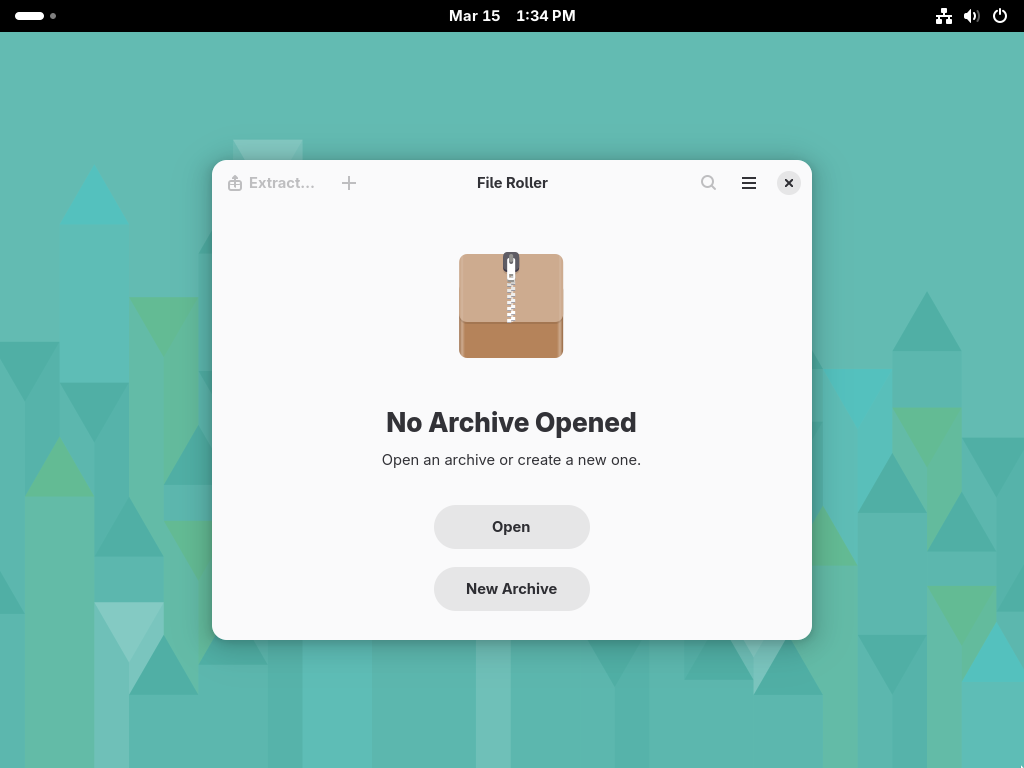 Mar 15 1:34 PM
Extract… File Roller
No Archive Opened
Open an archive or create a new one.
Open
New Archive